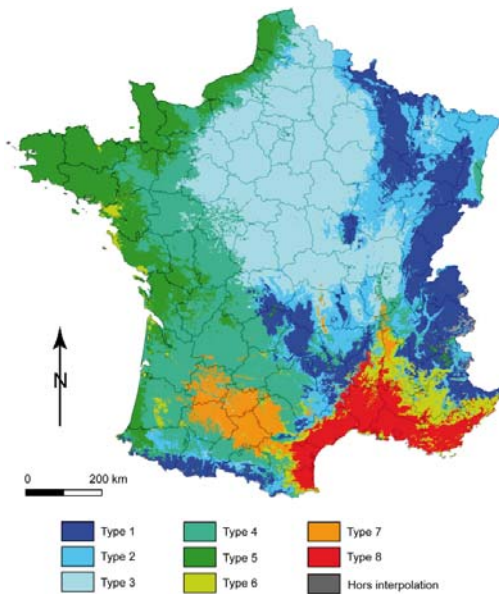 N
0 200 km
Type 1 Type 4 Type 7
Type 2 Type 5 Type 8
Type 3 Type 6 Hors interpolation